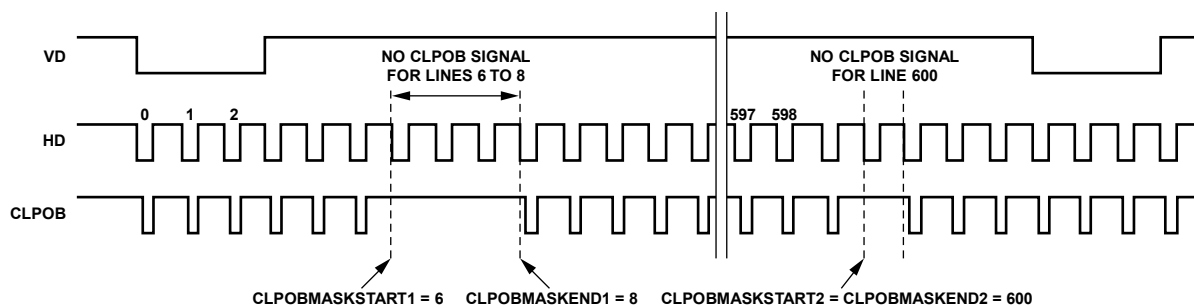 VD
NO CLPOB SIGNAL
FOR LINES 6 TO 8
NO CLPOB SIGNAL
FOR LINE 600
HD
0 1 2
597 598
CLPOB
CLPOBMASKSTART1 = 6
CLPOBMASKEND1 = 8
CLPOBMASKSTART2 = CLPOBMASKEND2 = 600